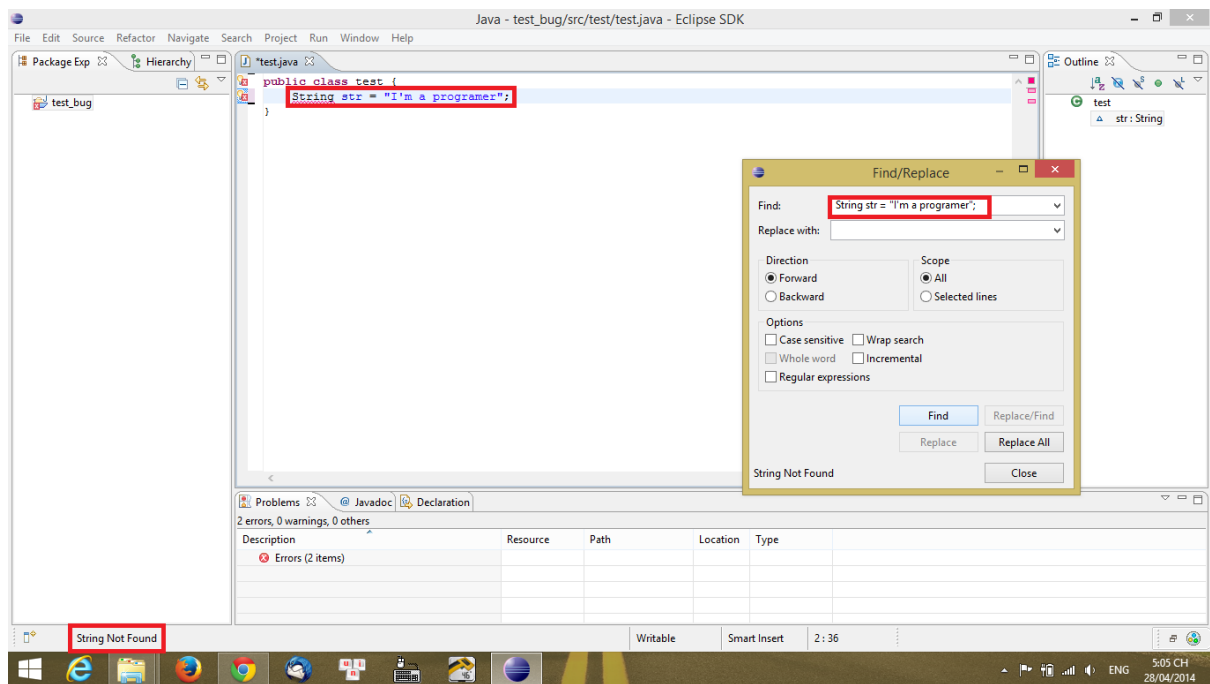 Java - test_bug/src/test/test.java - Eclipse SDK
File Edit Source Refactor Navigate Search Project Run Window Help
Package Exp Hierarchy
test_bug
*test.java
public class test {
String str = "I'm a programer";
}
Outline
test
str : String
Find/Replace
Find: String str = "I'm a programer";
Replace with:
Direction Scope
Forward All
Backward Selected lines
Options
Case sensitive Wrap search
Whole word Incremental
Regular expressions
Find Replace/Find
Replace Replace All
String Not Found Close
Problems @ Javadoc Declaration
2 errors, 0 warnings, 0 others
Description Resource Path Location Type
Errors (2 items)
String Not Found Writable Smart Insert 2 : 36
ENG 5:05 CH
28/04/2014